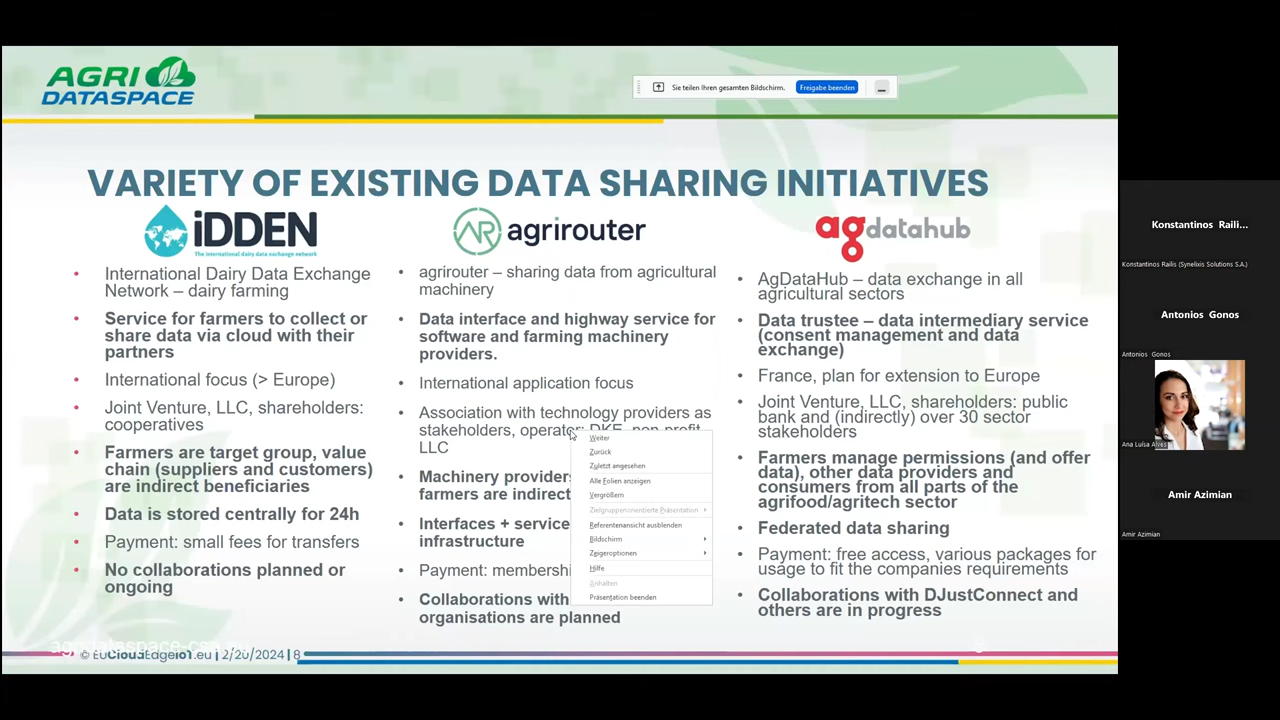 AGRI
DATASPACE
Sie teilen Ihren gesamten Bildschirm.
Freigabe beenden
VARIETY OF EXISTING DATA SHARING INITIATIVES
iDDEN
The international dairy data exchange network
• International Dairy Data Exchange
Network – dairy farming
• Service for farmers to collect or
share data via cloud with their
partners
• International focus (> Europe)
• Joint Venture, LLC, shareholders:
cooperatives
• Farmers are target group, value
chain (suppliers and customers)
are indirect beneficiaries
• Data is stored centrally for 24h
• Payment: small fees for transfers
• No collaborations planned or
ongoing
AR agrirouter
• agrirouter – sharing data from agricultural
machinery
• Data interface and highway service for
software and farming machinery
providers.
• International application focus
• Association with technology providers as
stakeholders, operator: DKE, non-profit
LLC
• Machinery providers
farmers are indirect
• Interfaces + service
infrastructure
• Payment:
• Collaborations with
organisations are planned
Weiter
Zurück
Zuletzt angesehen
Alle Folien anzeigen
Vergrößern
Zielgruppenorientierte Präsentation
Referentenansicht ausblenden
Bildschirm
Zeigeroptionen
Hilfe
Anhalten
Präsentation beenden
agdatahub
• AgDataHub – data exchange in all
agricultural sectors
• Data trustee – data intermediary service
(consent management and data
exchange)
• France, plan for extension to Europe
• Joint Venture, LLC, shareholders: public
bank and (indirectly) over 30 sector
stakeholders
• Farmers manage permissions (and offer
data), other data providers and
consumers from all parts of the
agrifood/agritech sector
• Federated data sharing
• Payment: free access, various packages for
usage to fit the companies requirements
• Collaborations with DJustConnect and
others are in progress
© EUCloudEdgeIoT.eu | 2/20/2024 | 8
Konstantinos Raili...
Konstantinos Railis (Synelixis Solutions S.A.)
Antonios Gonos
Antonios Gonos
Ana Luísa Alves
Amir Azimian
Amir Azimian